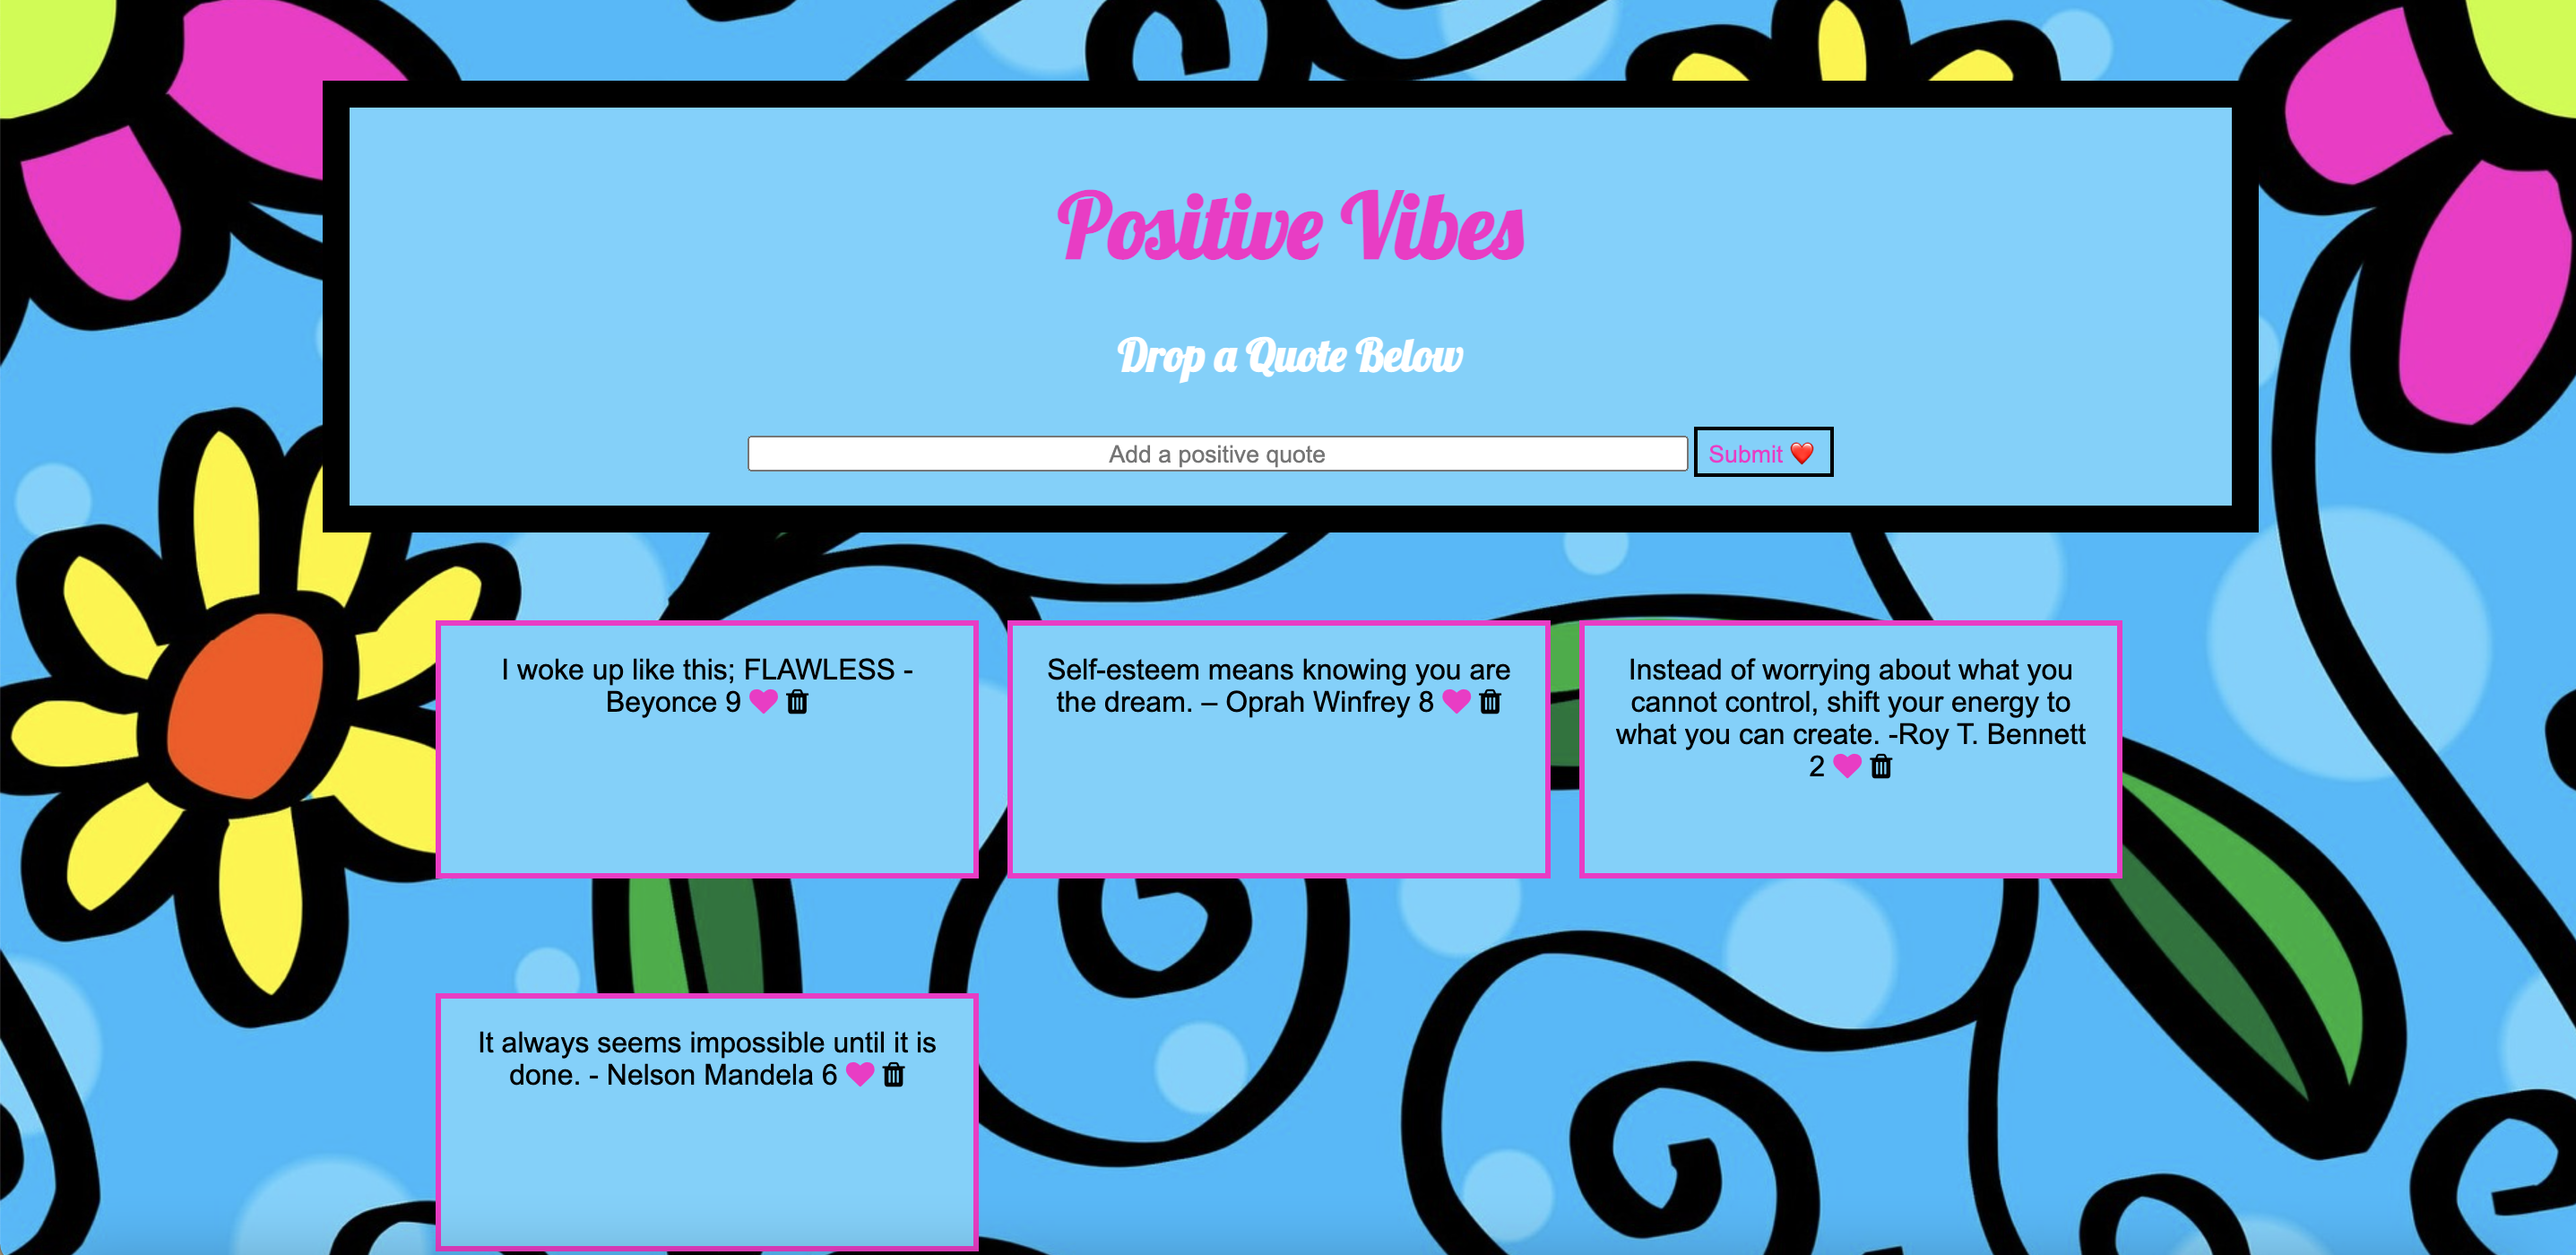 Positive Vibes
Drop a Quote Below
Add a positive quote
Submit ❤️
I woke up like this; FLAWLESS -
Beyonce 9
Self-esteem means knowing you are
the dream. – Oprah Winfrey 8
Instead of worrying about what you
cannot control, shift your energy to
what you can create. -Roy T. Bennett
2
It always seems impossible until it is
done. - Nelson Mandela 6